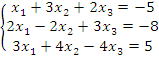 x₁ + 3x₂ + 2x₃ = −5
2x₁ − 2x₂ + 3x₃ = −8
3x₁ + 4x₂ − 4x₃ = 5